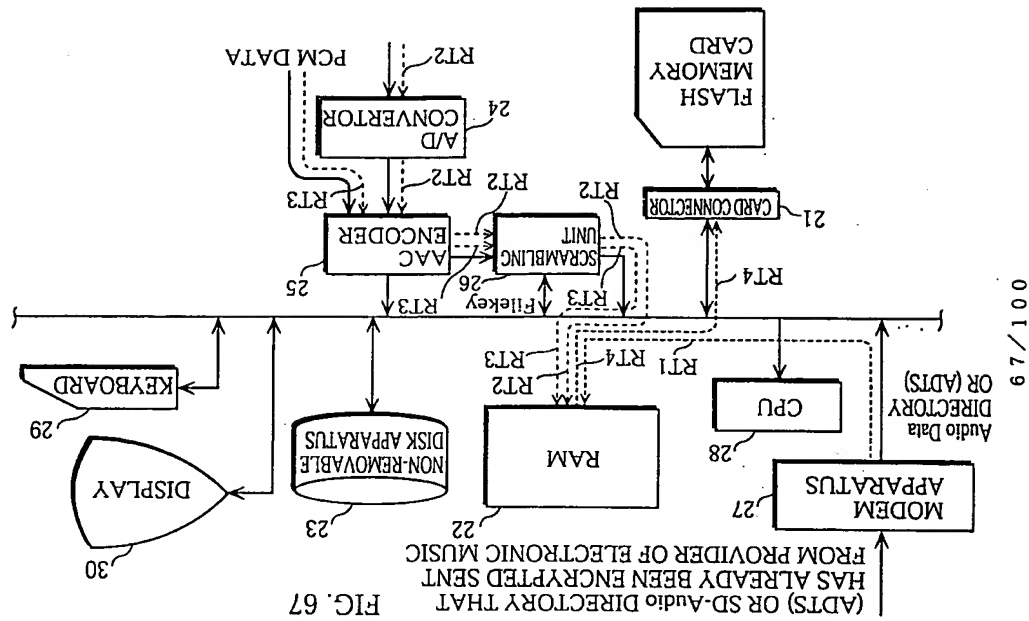 67/100
FIG. 67
(ADTS) OR SD-Audio DIRECTORY THAT
HAS ALREADY BEEN ENCRYPTED SENT
FROM PROVIDER OF ELECTRONIC MUSIC
27
MODEM
APPARATUS
22
RAM
23
NON-REMOVABLE
DISK APPARATUS
30
DISPLAY
28
CPU
29
KEYBOARD
Audio Data
DIRECTORY
OR (ADTS)
RT1
RT4
RT2
RT3
RT4
21
CARD CONNECTOR
FLASH
MEMORY
CARD
RT3
RT2
Filekey
26
SCRAMBLING
UNIT
RT3
RT2
RT3
25
AAC
ENCODER
RT2
RT3
24
A/D
CONVERTOR
RT2
PCM DATA